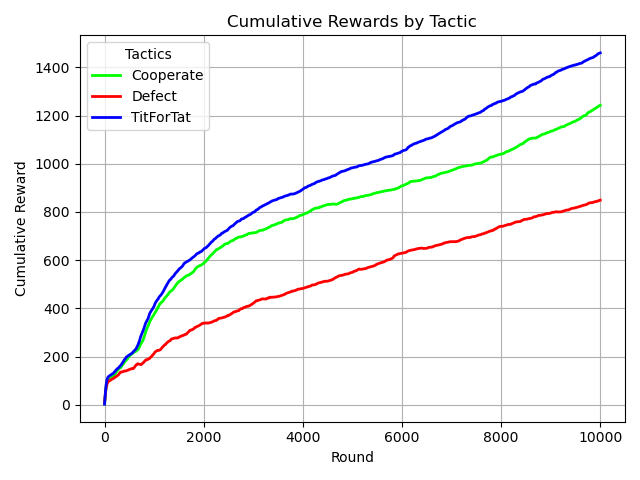 Cumulative Rewards by Tactic
Tactics
Cooperate
Defect
TitForTat
Cumulative Reward
1400
1200
1000
800
600
400
200
0
0 2000 4000 6000 8000 10000
Round